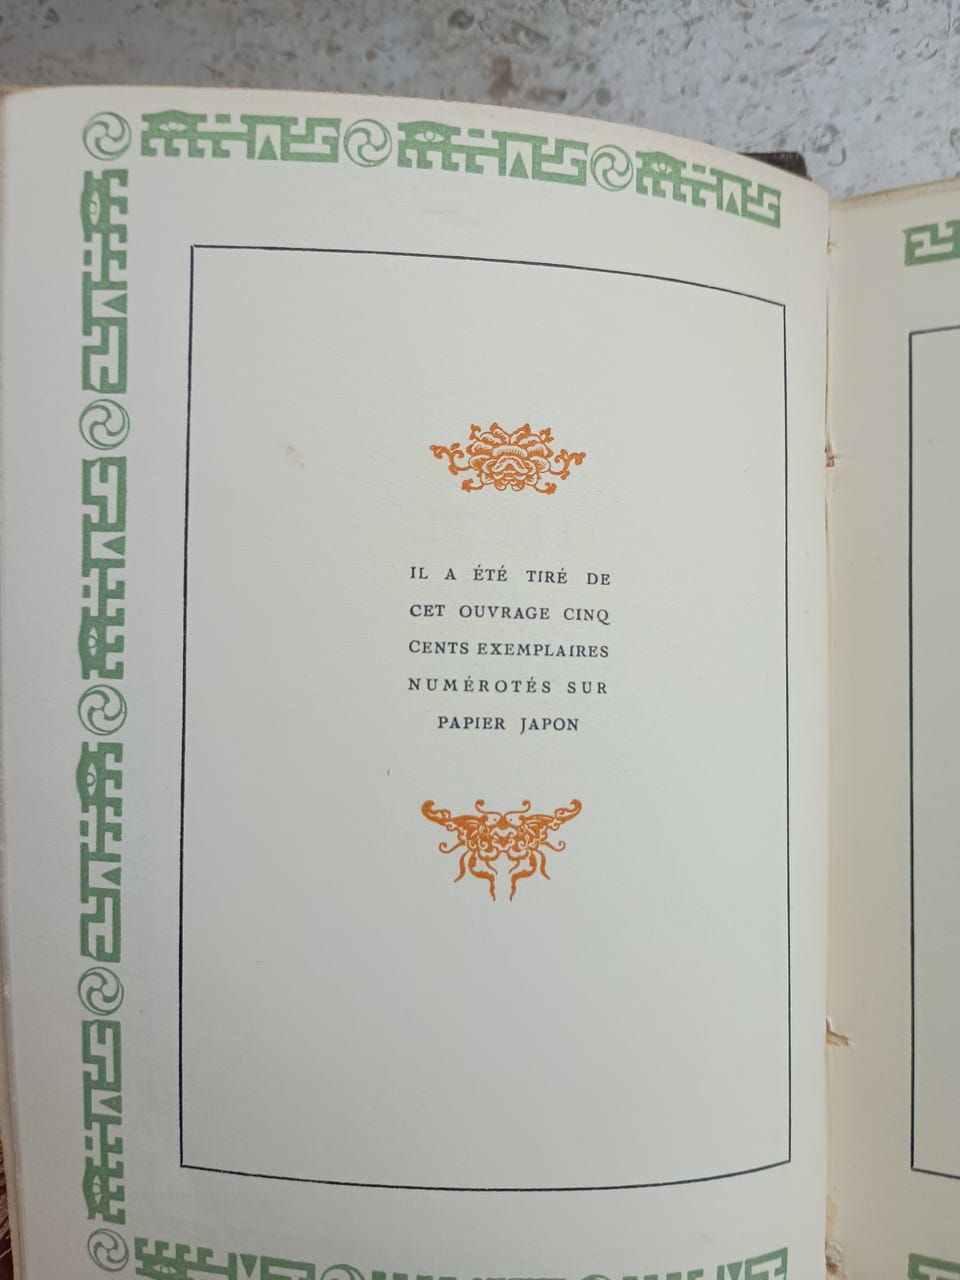 IL A ÉTÉ TIRÉ DE
CET OUVRAGE CINQ
CENTS EXEMPLAIRES
NUMÉROTÉS SUR
PAPIER JAPON